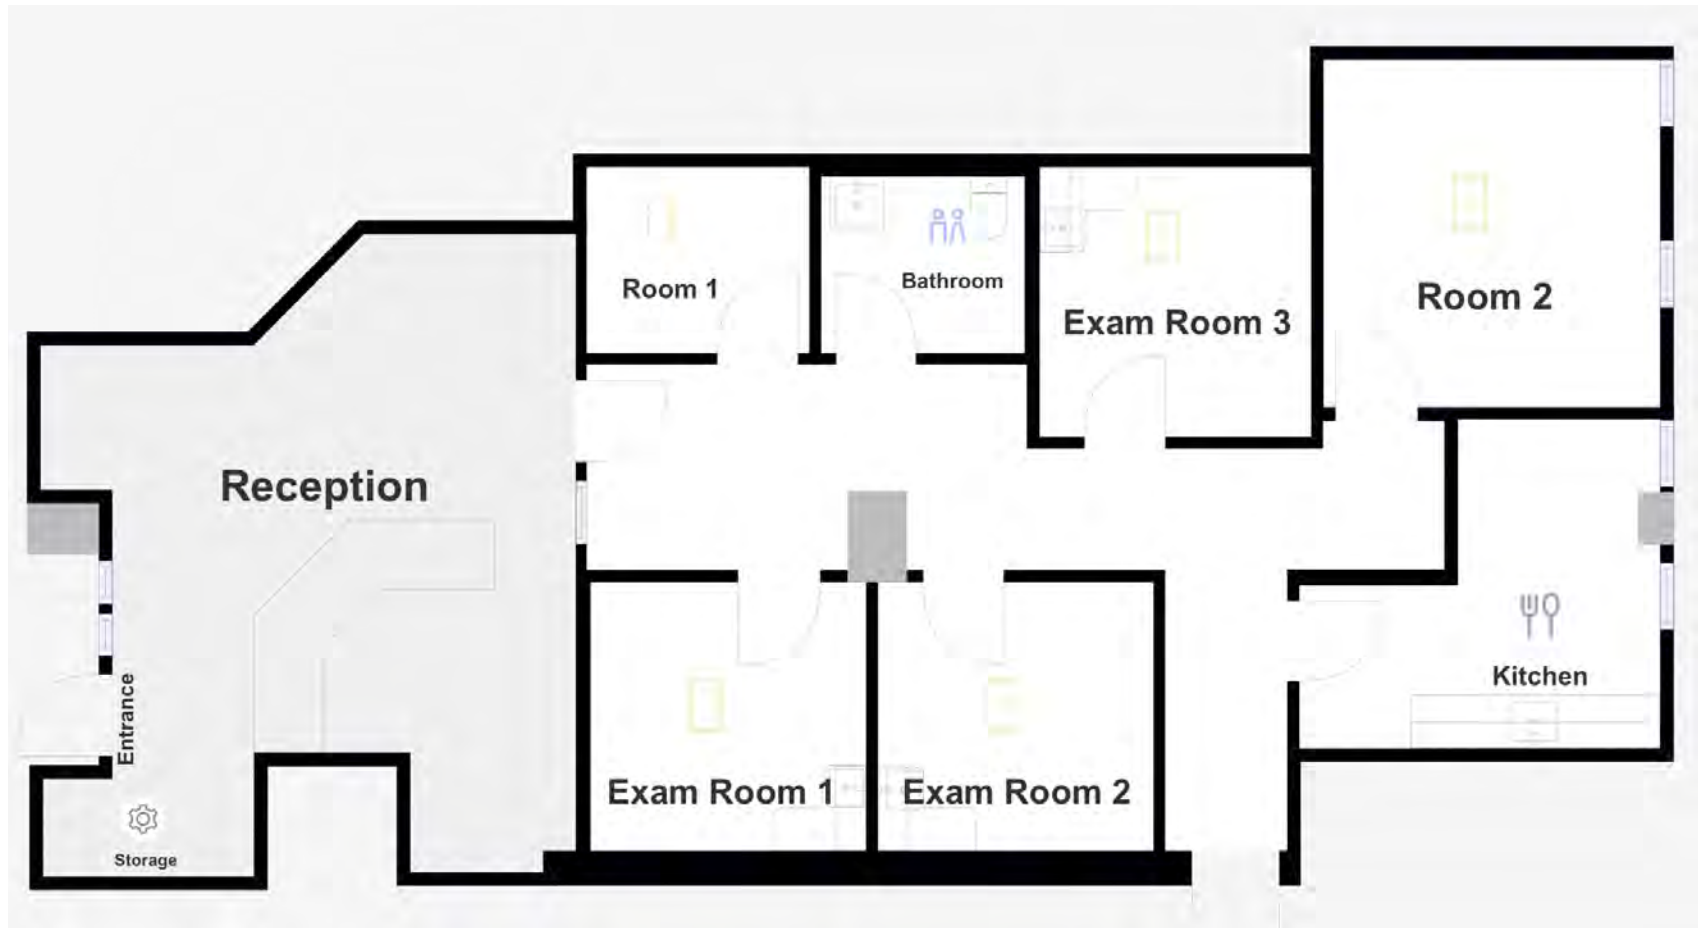 Room 1
Bathroom
Exam Room 3
Room 2
Reception
Entrance
Storage
Exam Room 1
Exam Room 2
Kitchen